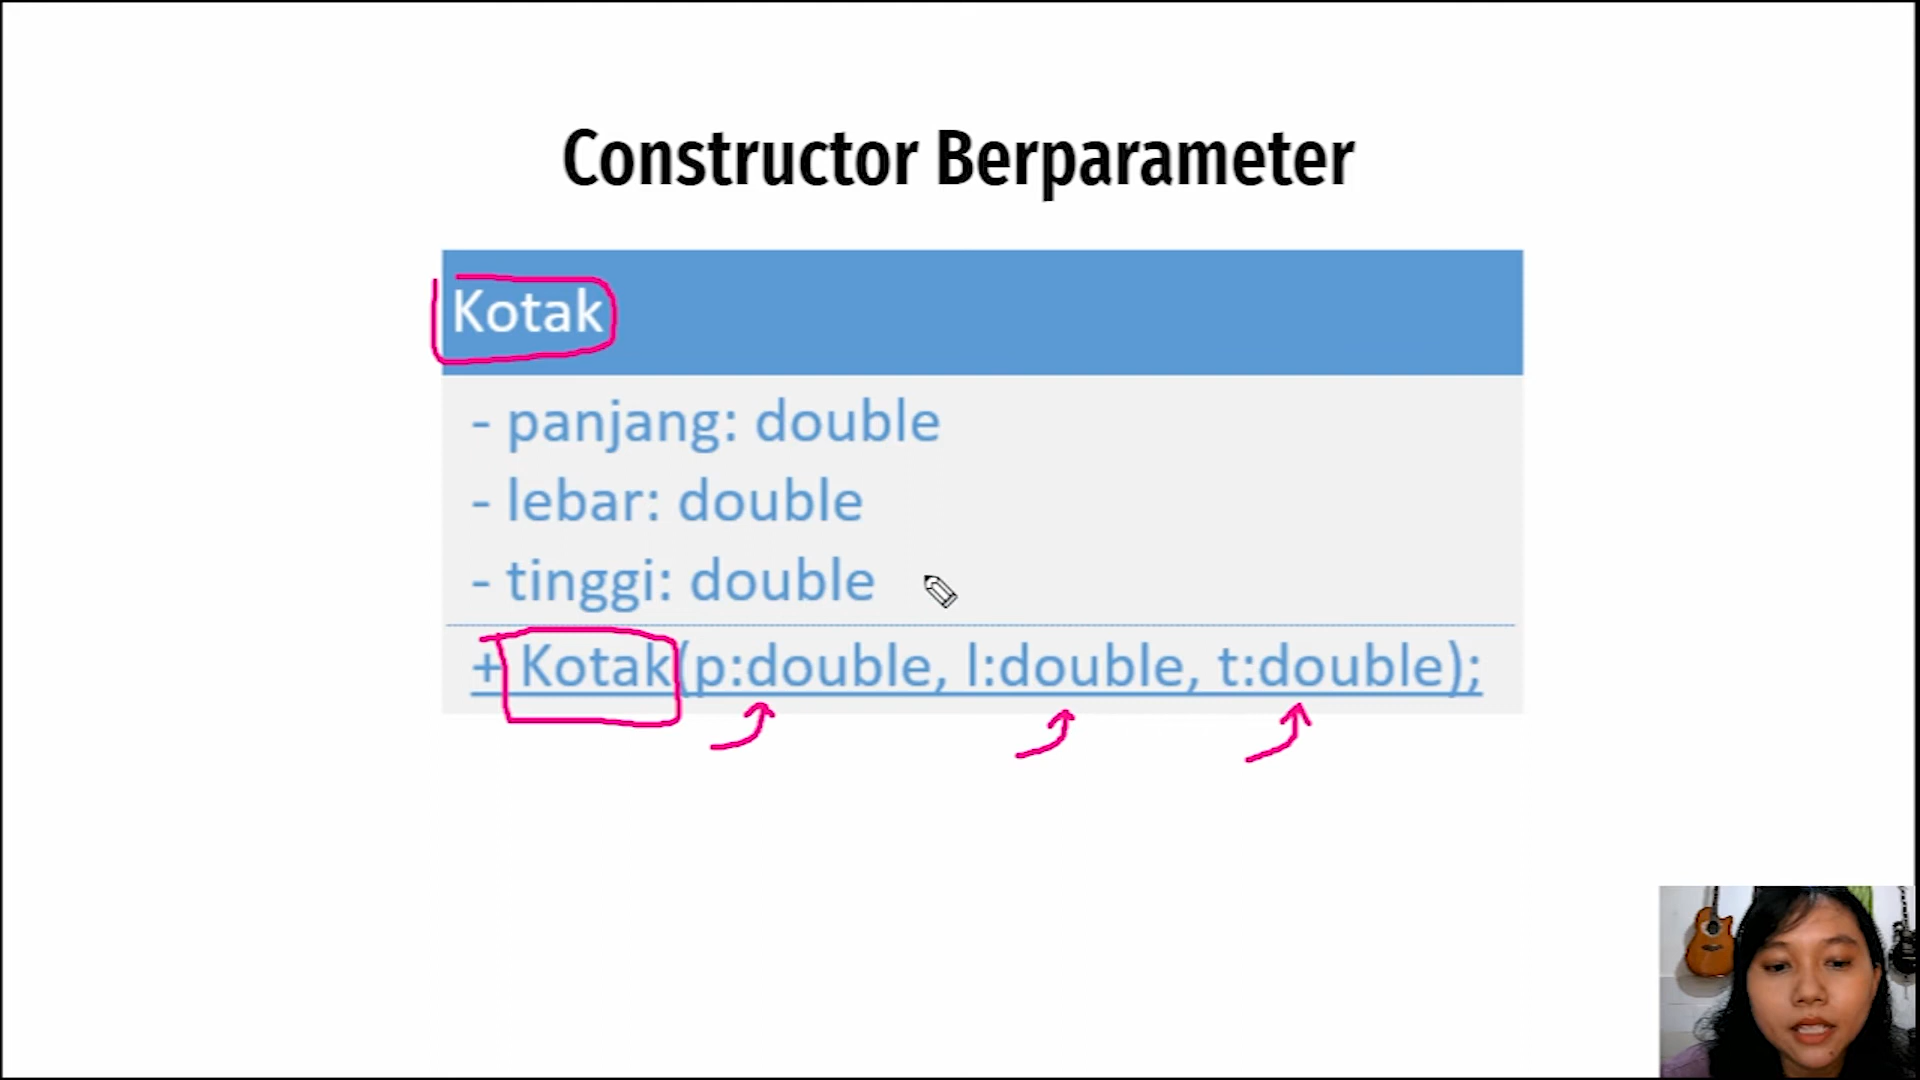 Constructor Berparameter
Kotak
- panjang: double
- lebar: double
- tinggi: double
+ Kotak(p:double, l:double, t:double);